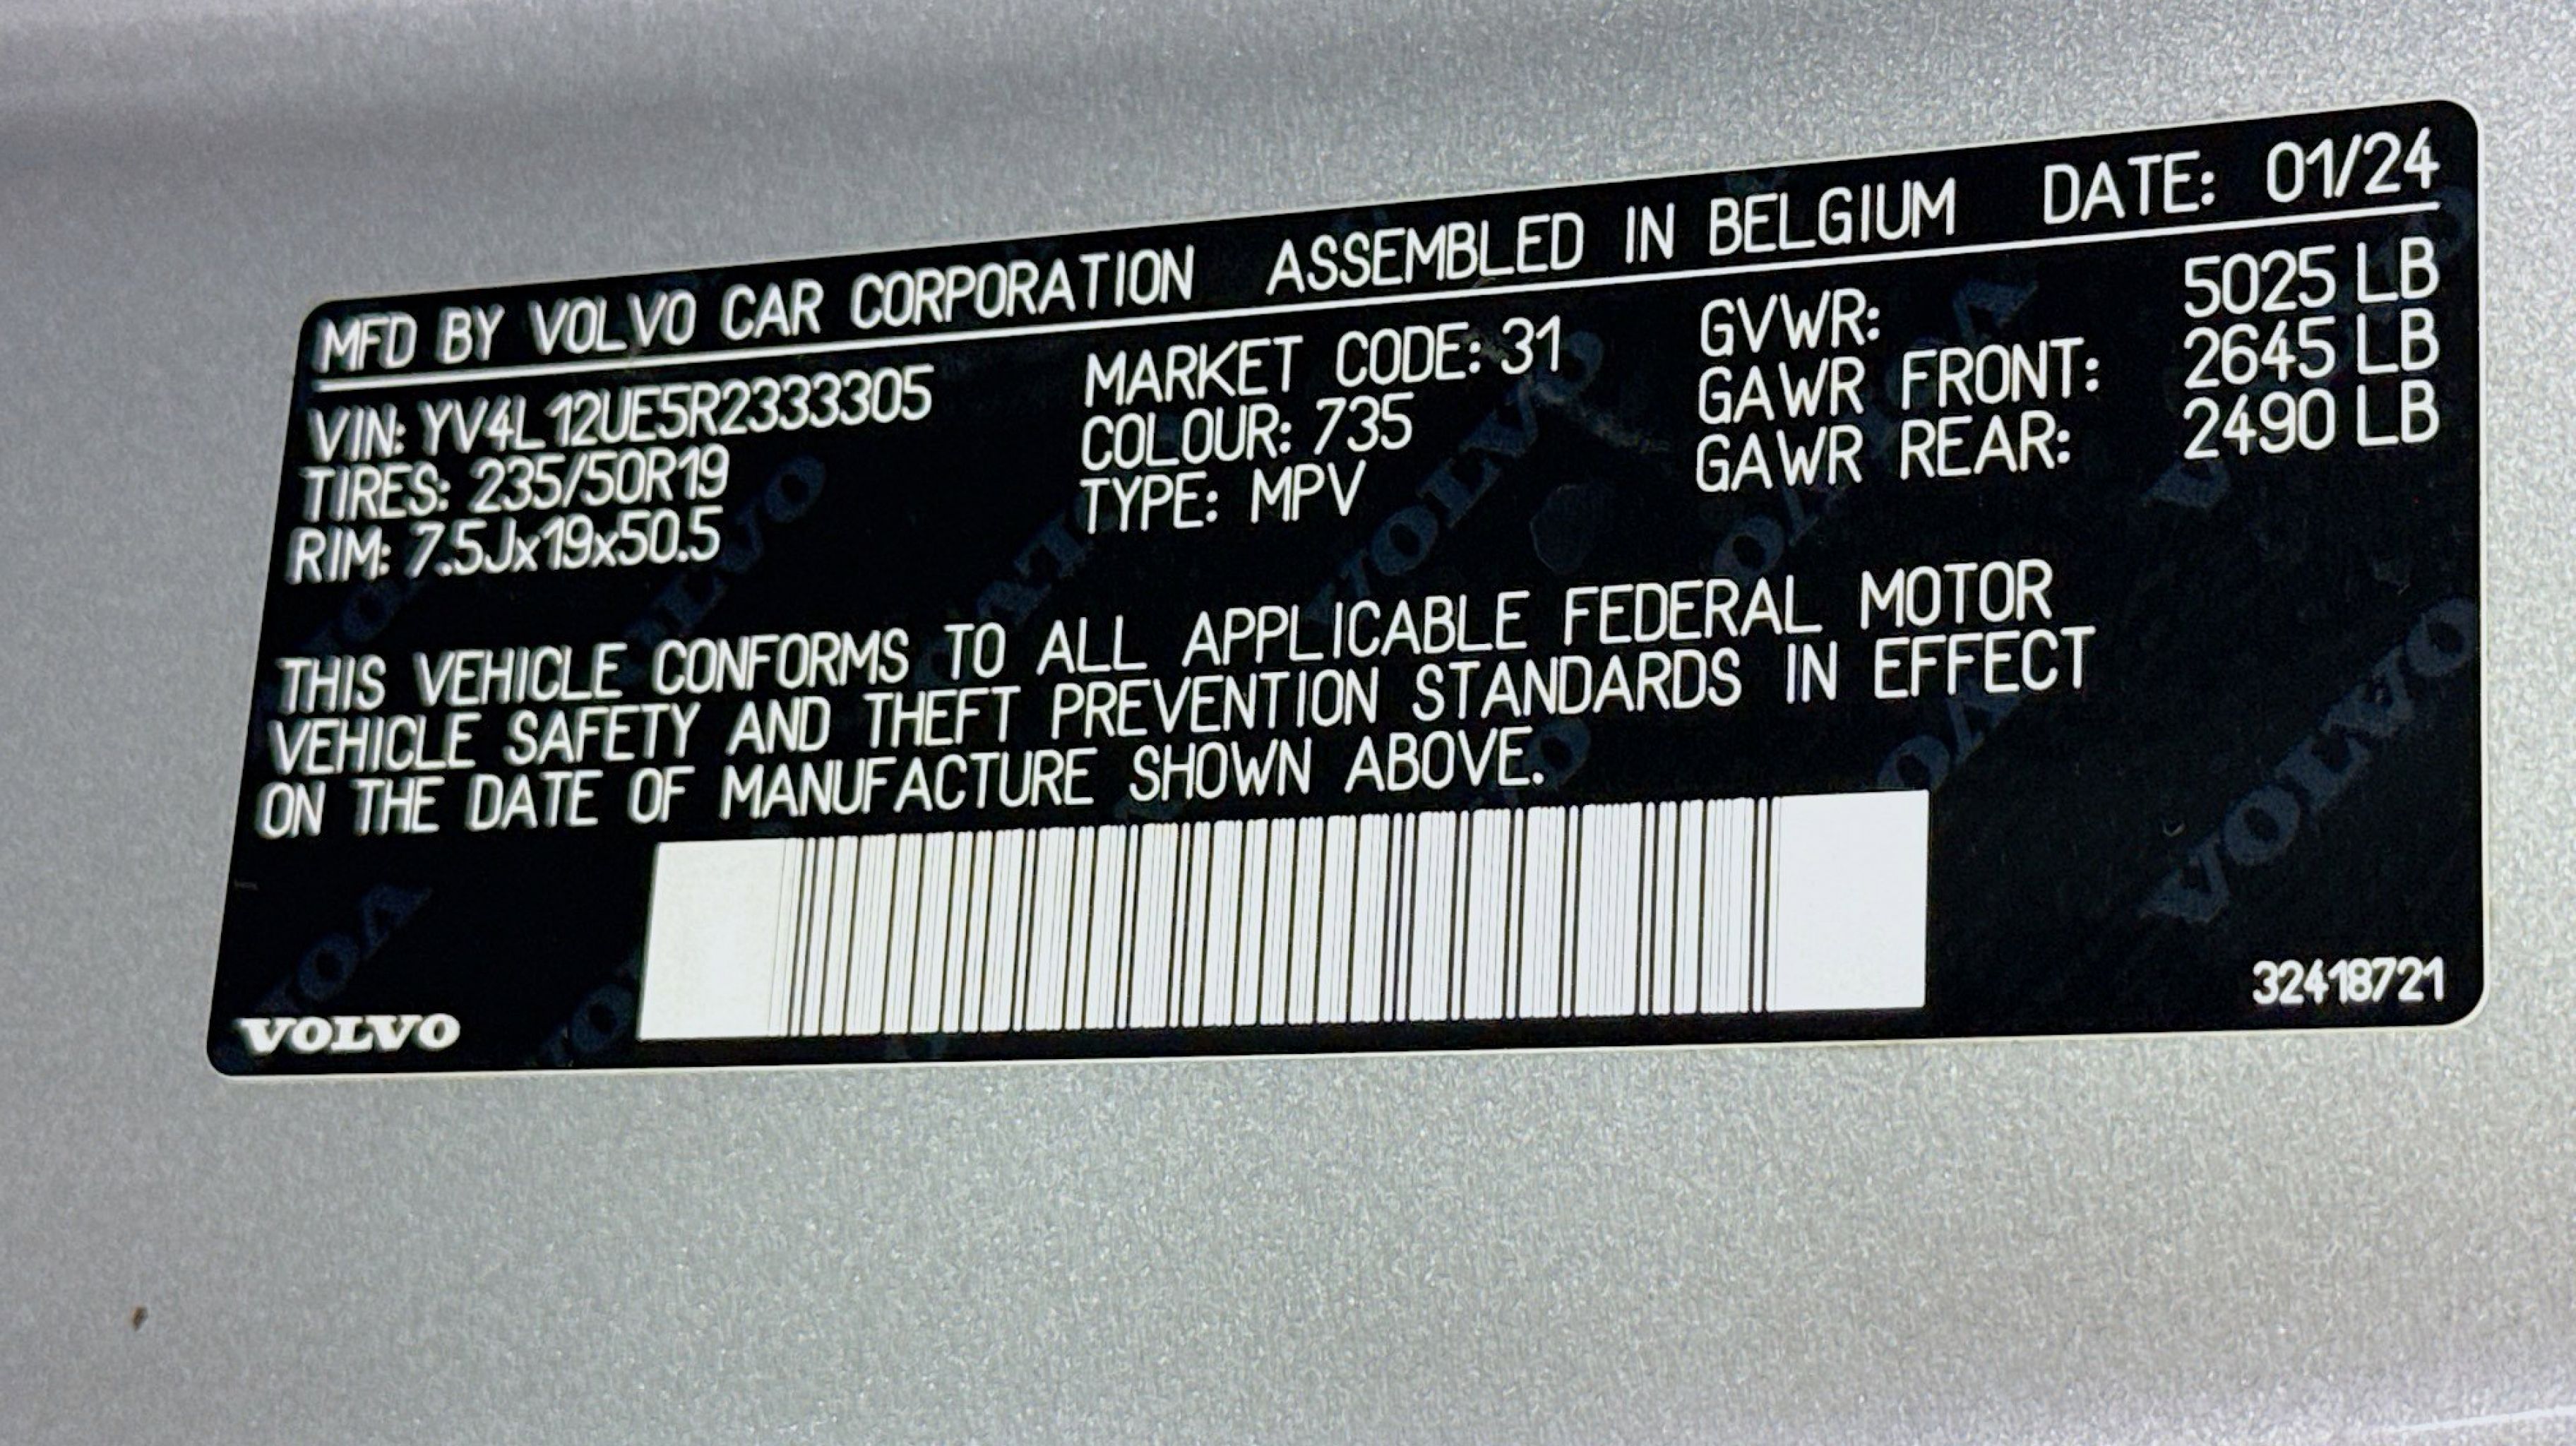 MFD BY VOLVO CAR CORPORATION ASSEMBLED IN BELGIUM DATE: 01/24
VIN: YV4L12UE5R2333305
TIRES: 235/50R19
RIM: 7.5Jx19x50.5
MARKET CODE: 31
COLOUR: 735
TYPE: MPV
GVWR: 5025 LB
GAWR FRONT: 2645 LB
GAWR REAR: 2490 LB
THIS VEHICLE CONFORMS TO ALL APPLICABLE FEDERAL MOTOR
VEHICLE SAFETY AND THEFT PREVENTION STANDARDS IN EFFECT
ON THE DATE OF MANUFACTURE SHOWN ABOVE.
VOLVO
32418721